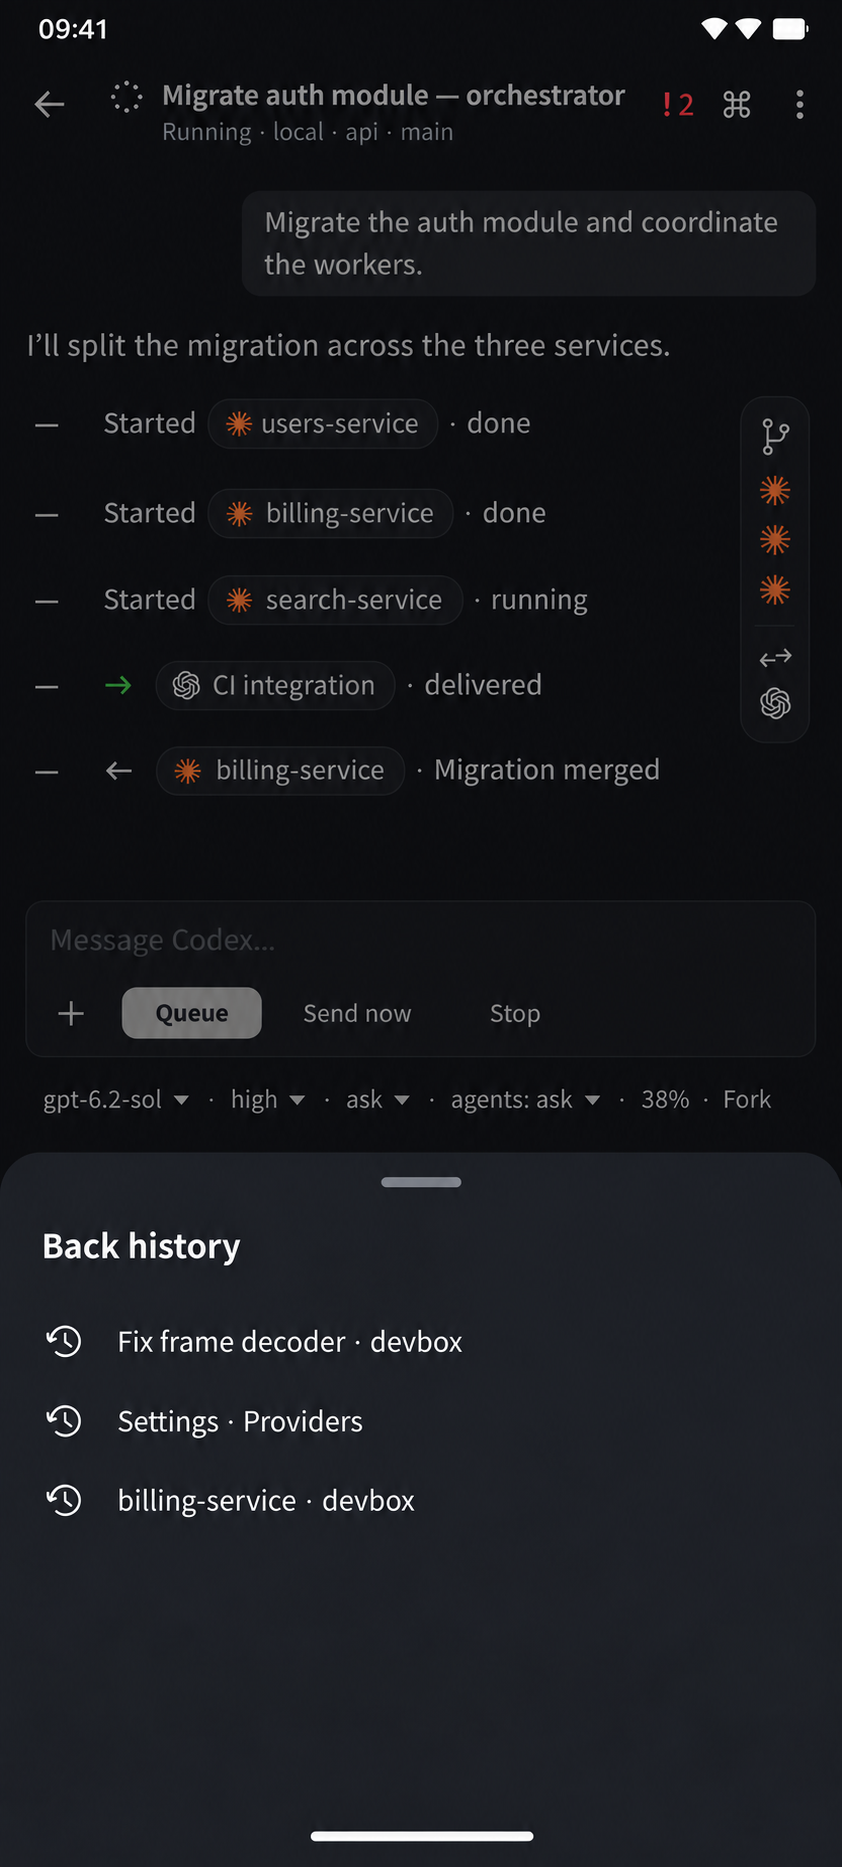 09:41
Migrate auth module — orchestrator
! 2
Running · local · api · main
Migrate the auth module and coordinate
the workers.
I’ll split the migration across the three services.
— Started users-service · done
— Started billing-service · done
— Started search-service · running
— → CI integration · delivered
— ← billing-service · Migration merged
Message Codex...
+ Queue Send now Stop
gpt-6.2-sol · high · ask · agents: ask · 38% · Fork
Back history
Fix frame decoder · devbox
Settings · Providers
billing-service · devbox